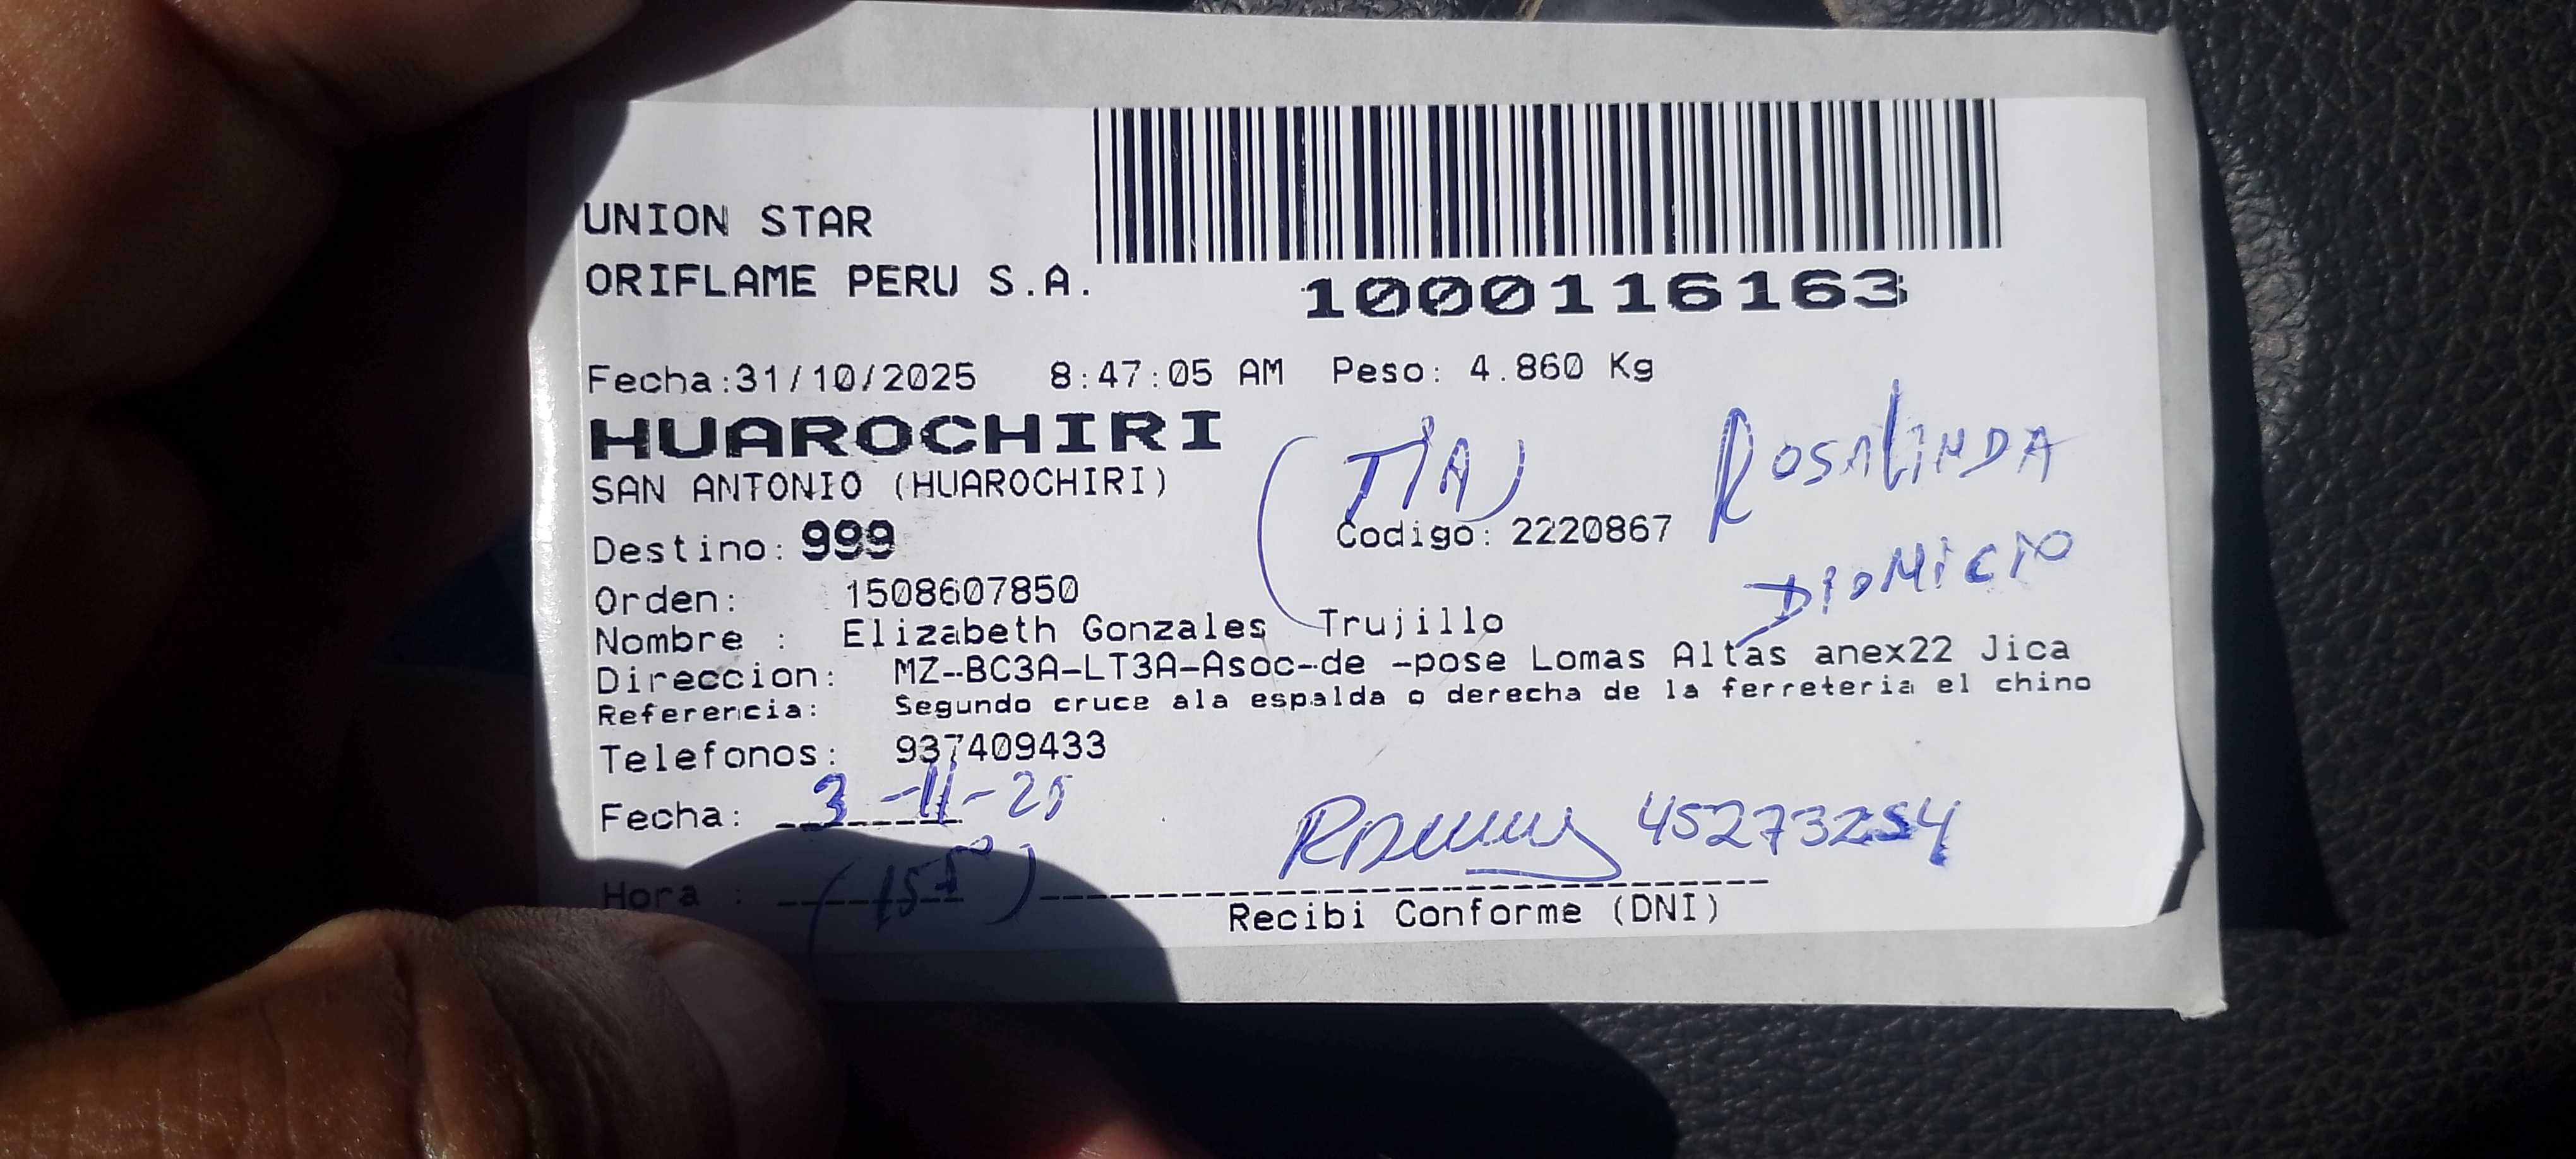 UNION STAR
ORIFLAME PERU S.A.
1000116163
Fecha:31/10/2025 8:47:05 AM Peso: 4.860 Kg
HUAROCHIRI
SAN ANTONIO (HUAROCHIRI)
(TIA) ROSALINDA
Destino: 999 Codigo: 2220867
DIOMICIO
Orden: 1508607850
Nombre : Elizabeth Gonzales Trujillo
Direccion: MZ--BC3A-LT3A-Asoc--de -pose Lomas Altas anex22 Jica
Referencia: Segundo cruce ala espalda o derecha de la ferreteria el chino
Telefonos: 937409433
Fecha: 3-11-25
45273254
Hora :
Recibi Conforme (DNI)